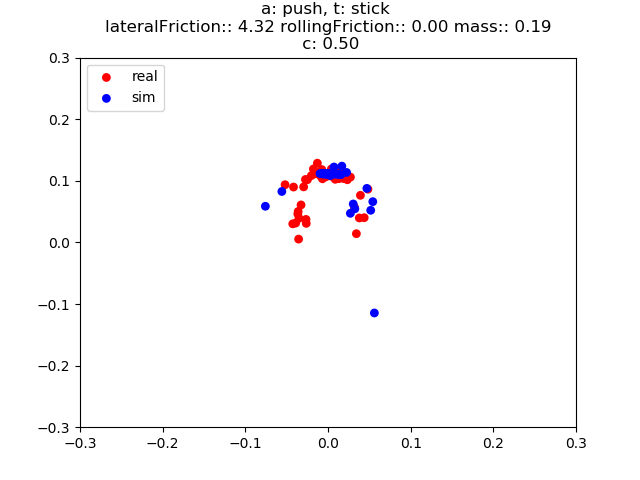 a: push, t: stick
lateralFriction:: 4.32 rollingFriction:: 0.00 mass:: 0.19
c: 0.50
real
sim
0.3
0.2
0.1
0.0
−0.1
−0.2
−0.3
−0.3
−0.2
−0.1
0.0
0.1
0.2
0.3